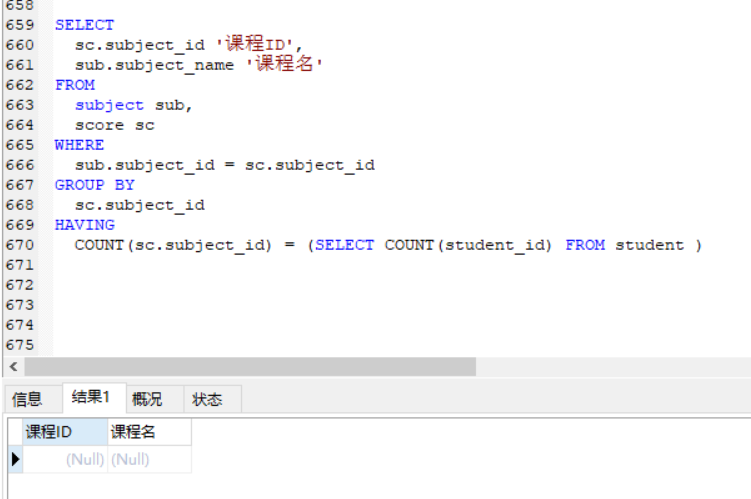 658
659 SELECT
660 sc.subject_id '课程ID',
661 sub.subject_name '课程名'
662 FROM
663 subject sub,
664 score sc
665 WHERE
666 sub.subject_id = sc.subject_id
667 GROUP BY
668 sc.subject_id
669 HAVING
670 COUNT(sc.subject_id) = (SELECT COUNT(student_id) FROM student )
671
672
673
674
675
信息 结果1 概况 状态
课程ID 课程名
(Null) (Null)